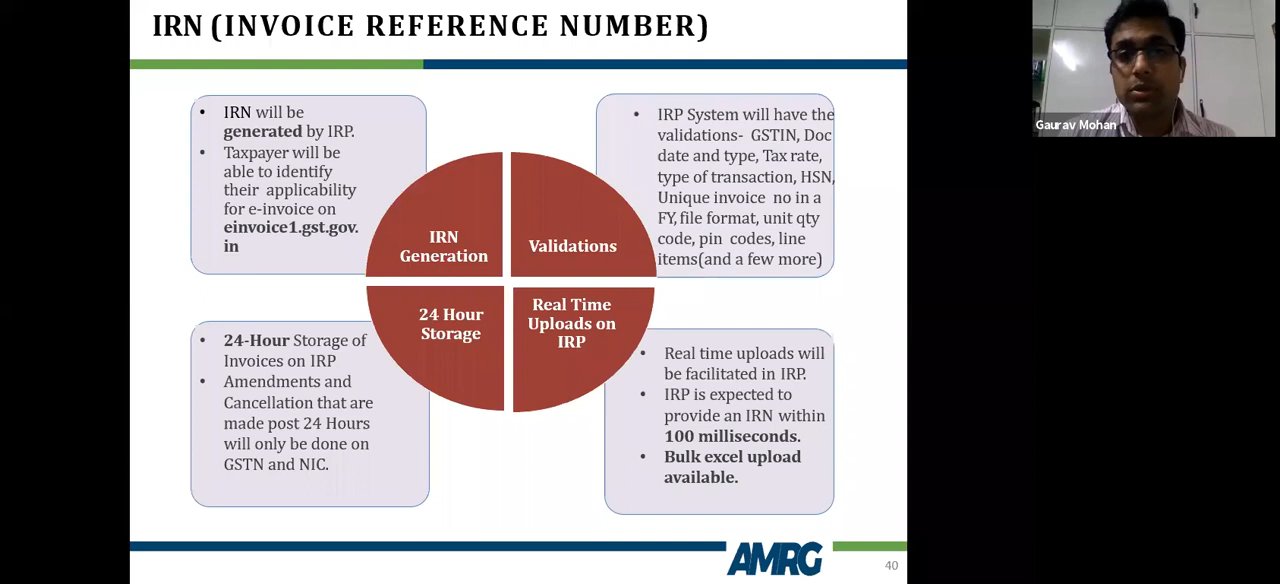 IRN (INVOICE REFERENCE NUMBER)
• IRN will be
generated by IRP.
• Taxpayer will be
able to identify
their applicability
for e-invoice on
einvoice1.gst.gov.
in
• IRP System will have the
validations- GSTIN, Doc
date and type, Tax rate,
type of transaction, HSN,
Unique invoice no in a
FY, file format, unit qty
code, pin codes, line
items(and a few more)
IRN
Generation
Validations
24 Hour
Storage
Real Time
Uploads on
IRP
• 24-Hour Storage of
Invoices on IRP
• Amendments and
Cancellation that are
made post 24 Hours
will only be done on
GSTN and NIC.
• Real time uploads will
be facilitated in IRP.
• IRP is expected to
provide an IRN within
100 milliseconds.
• Bulk excel upload
available.
AMRG
40
Gaurav Mohan